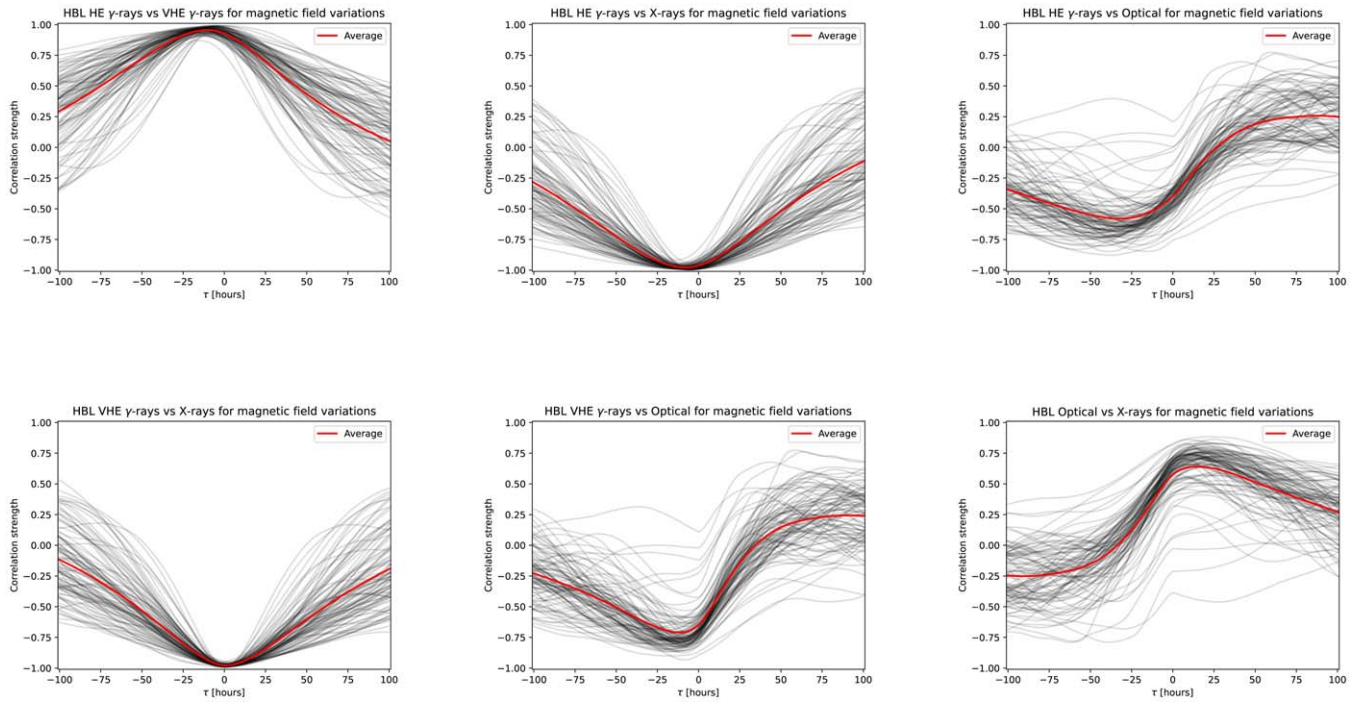 HBL HE γ-rays vs VHE γ-rays for magnetic field variations
Average
Correlation strength
1.00
0.75
0.50
0.25
0.00
−0.25
−0.50
−0.75
−1.00
−100 −75 −50 −25 0 25 50 75 100
τ [hours]
HBL HE γ-rays vs X-rays for magnetic field variations
Average
Correlation strength
1.00
0.75
0.50
0.25
0.00
−0.25
−0.50
−0.75
−1.00
−100 −75 −50 −25 0 25 50 75 100
τ [hours]
HBL HE γ-rays vs Optical for magnetic field variations
Average
Correlation strength
1.00
0.75
0.50
0.25
0.00
−0.25
−0.50
−0.75
−1.00
−100 −75 −50 −25 0 25 50 75 100
τ [hours]
HBL VHE γ-rays vs X-rays for magnetic field variations
Average
Correlation strength
1.00
0.75
0.50
0.25
0.00
−0.25
−0.50
−0.75
−1.00
−100 −75 −50 −25 0 25 50 75 100
τ [hours]
HBL VHE γ-rays vs Optical for magnetic field variations
Average
Correlation strength
1.00
0.75
0.50
0.25
0.00
−0.25
−0.50
−0.75
−1.00
−100 −75 −50 −25 0 25 50 75 100
τ [hours]
HBL Optical vs X-rays for magnetic field variations
Average
Correlation strength
1.00
0.75
0.50
0.25
0.00
−0.25
−0.50
−0.75
−1.00
−100 −75 −50 −25 0 25 50 75 100
τ [hours]